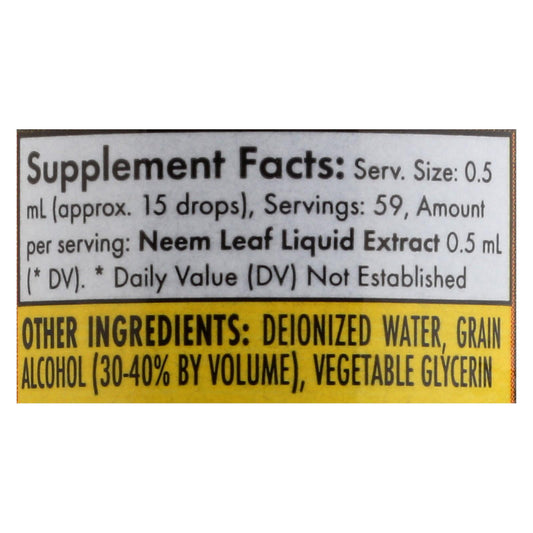 Supplement Facts: Serv. Size: 0.5
mL (approx. 15 drops), Servings: 59, Amount
per serving: Neem Leaf Liquid Extract 0.5 mL
(* DV). * Daily Value (DV) Not Established
OTHER INGREDIENTS: DEIONIZED WATER, GRAIN
ALCOHOL (30-40% BY VOLUME), VEGETABLE GLYCERIN